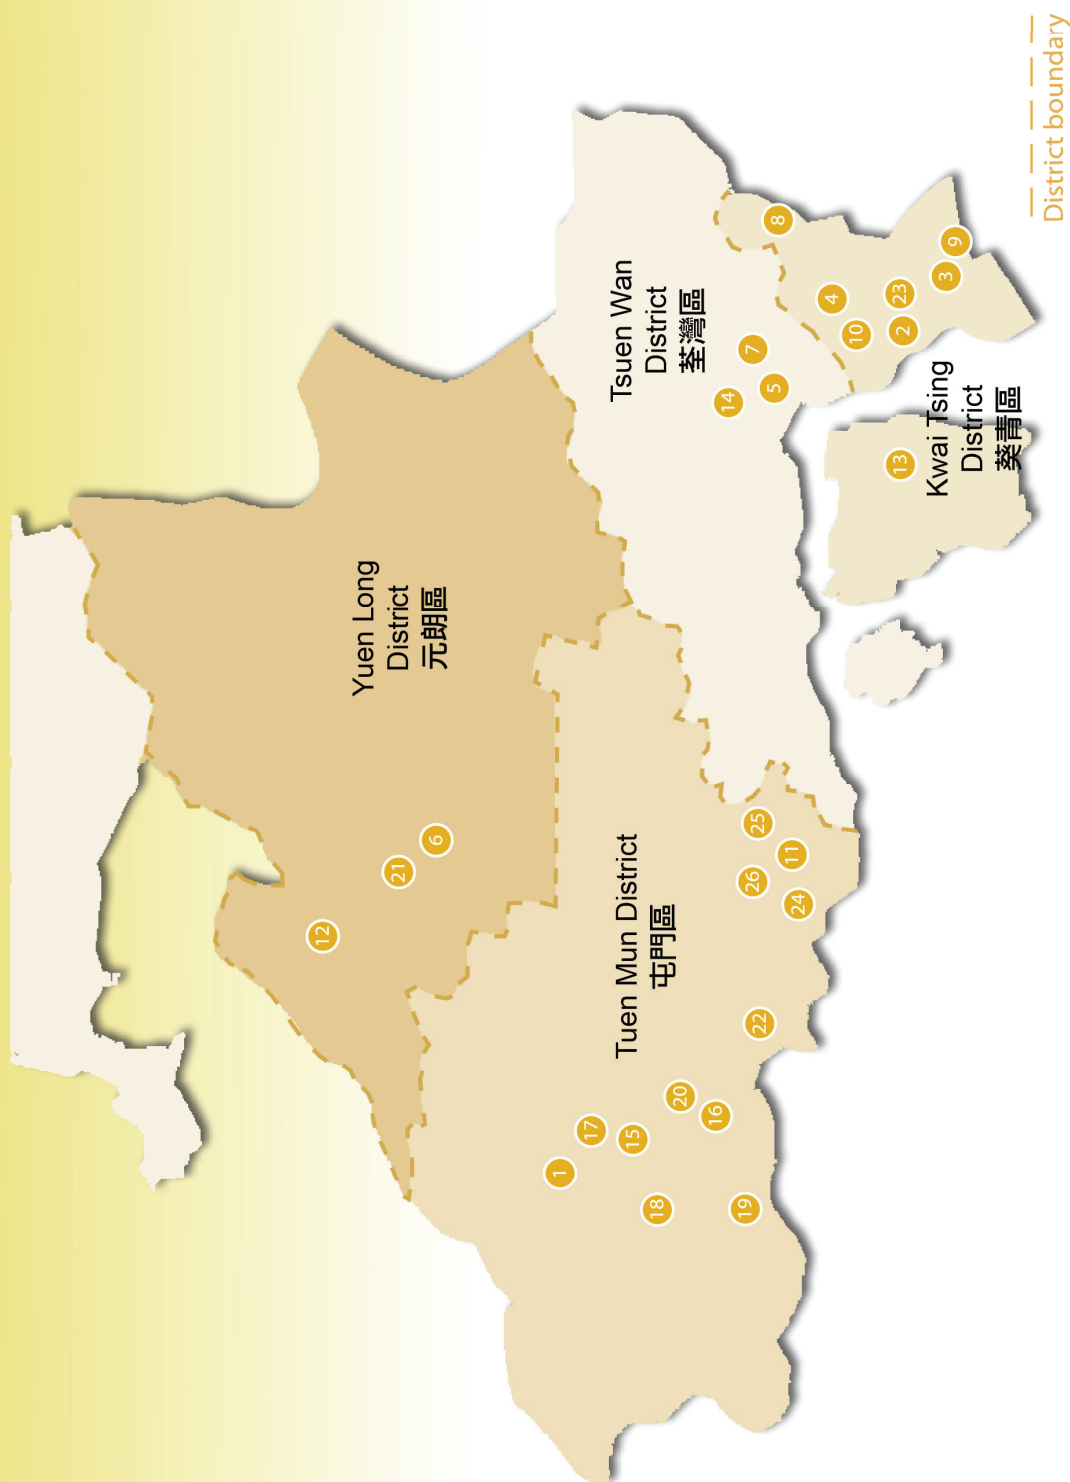 Yuen Long
District
元朗區
12
21
6
Tuen Mun District
屯門區
1
17
15
18
20
16
19
22
26
25
11
24
Tsuen Wan
District
荃灣區
14
7
5
Kwai Tsing
District
葵青區
8
4
10
13
23
2
3
9
District boundary